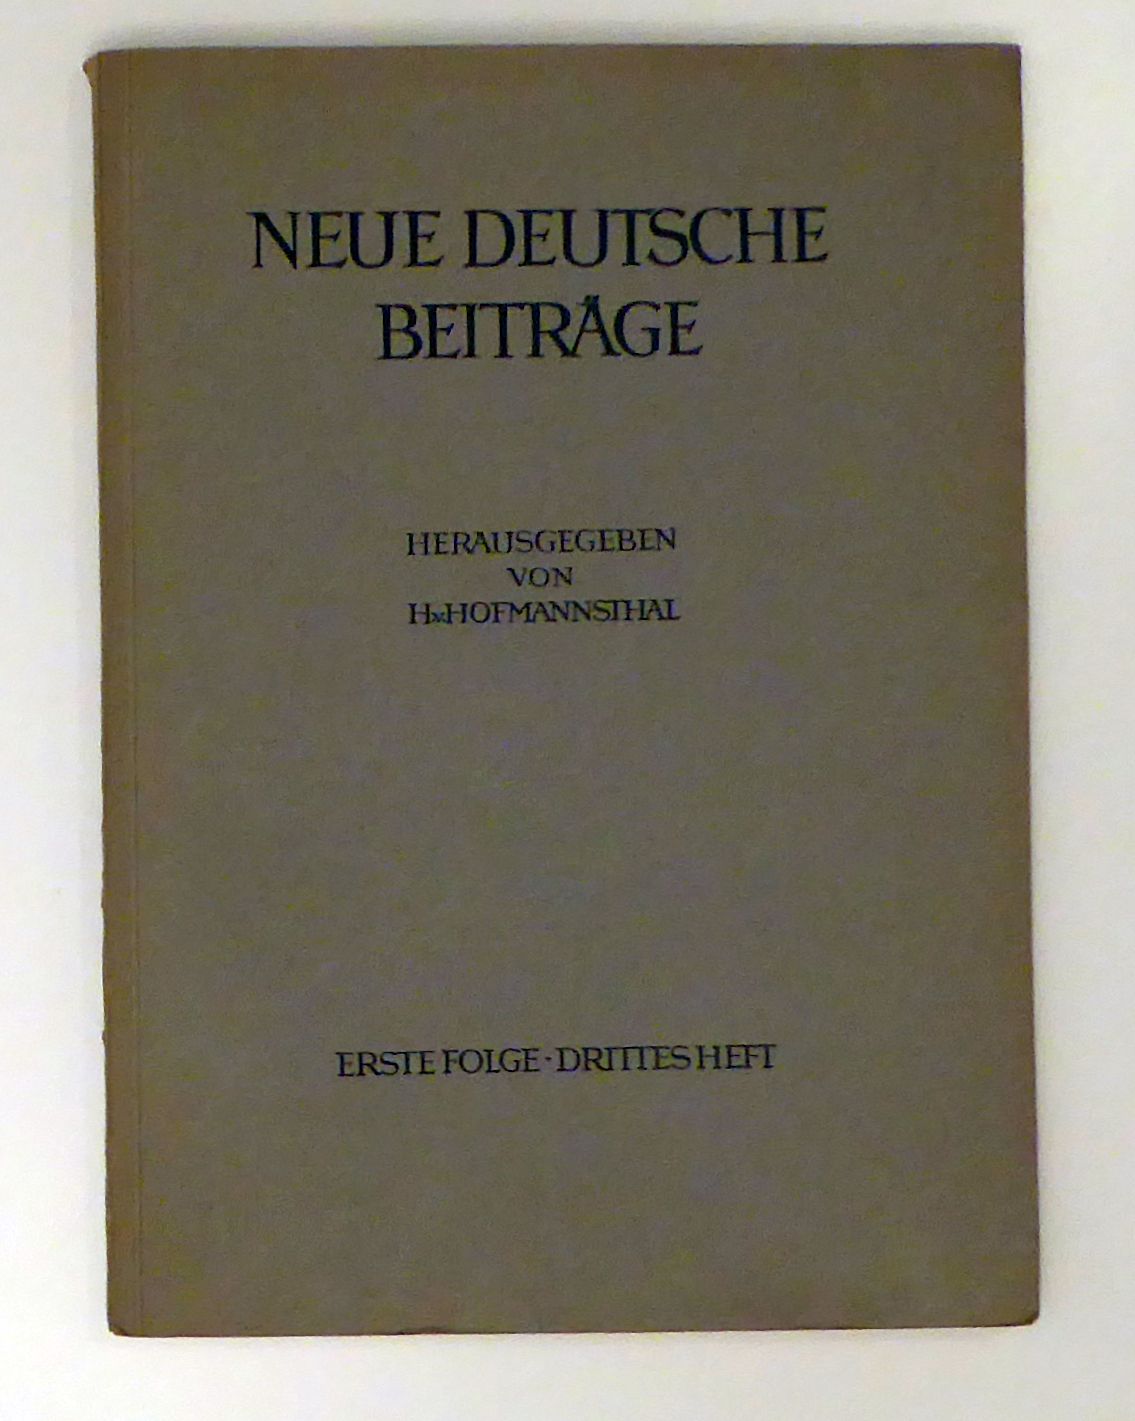 NEUE DEUTSCHE
BEITRÄGE
HERAUSGEGEBEN
VON
H.v.HOFMANNSTHAL
ERSTE FOLGE · DRITTES HEFT